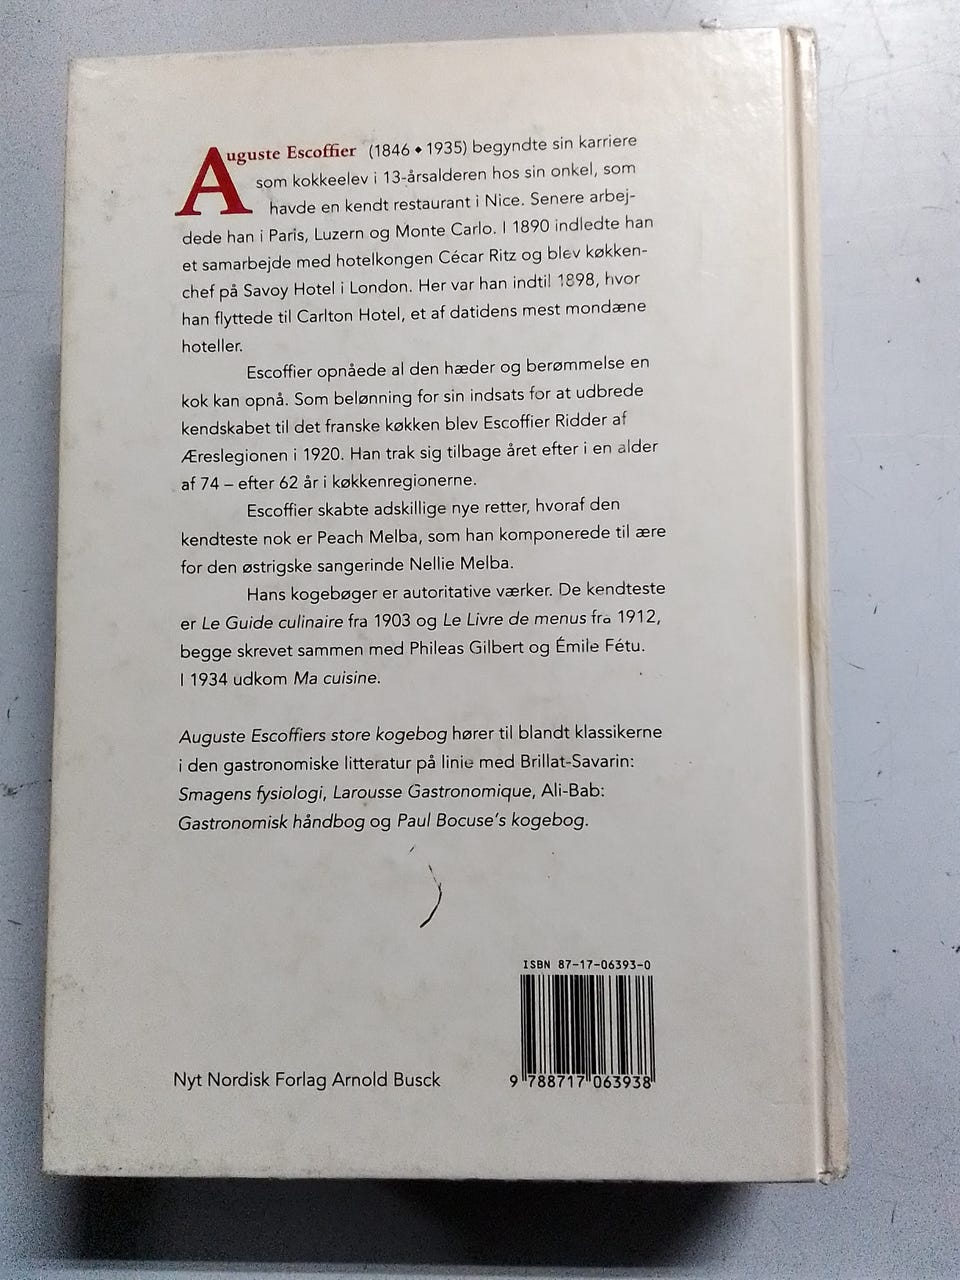 Auguste Escoffier (1846 ⬥ 1935) begyndte sin karriere
som kokkeelev i 13-årsalderen hos sin onkel, som
havde en kendt restaurant i Nice. Senere arbej-
dede han i Paris, Luzern og Monte Carlo. I 1890 indledte han
et samarbejde med hotelkongen Cécar Ritz og blev køkken-
chef på Savoy Hotel i London. Her var han indtil 1898, hvor
han flyttede til Carlton Hotel, et af datidens mest mondæne
hoteller.
Escoffier opnåede al den hæder og berømmelse en
kok kan opnå. Som belønning for sin indsats for at udbrede
kendskabet til det franske køkken blev Escoffier Ridder af
Æreslegionen i 1920. Han trak sig tilbage året efter i en alder
af 74 – efter 62 år i køkkenregionerne.
Escoffier skabte adskillige nye retter, hvoraf den
kendteste nok er Peach Melba, som han komponerede til ære
for den østrigske sangerinde Nellie Melba.
Hans kogebøger er autoritative værker. De kendteste
er Le Guide culinaire fra 1903 og Le Livre de menus fra 1912,
begge skrevet sammen med Phileas Gilbert og Émile Fétu.
I 1934 udkom Ma cuisine.
Auguste Escoffiers store kogebog hører til blandt klassikerne
i den gastronomiske litteratur på linie med Brillat-Savarin:
Smagens fysiologi, Larousse Gastronomique, Ali-Bab:
Gastronomisk håndbog og Paul Bocuse's kogebog.
ISBN 87-17-06393-0
9 788717 063938
Nyt Nordisk Forlag Arnold Busck